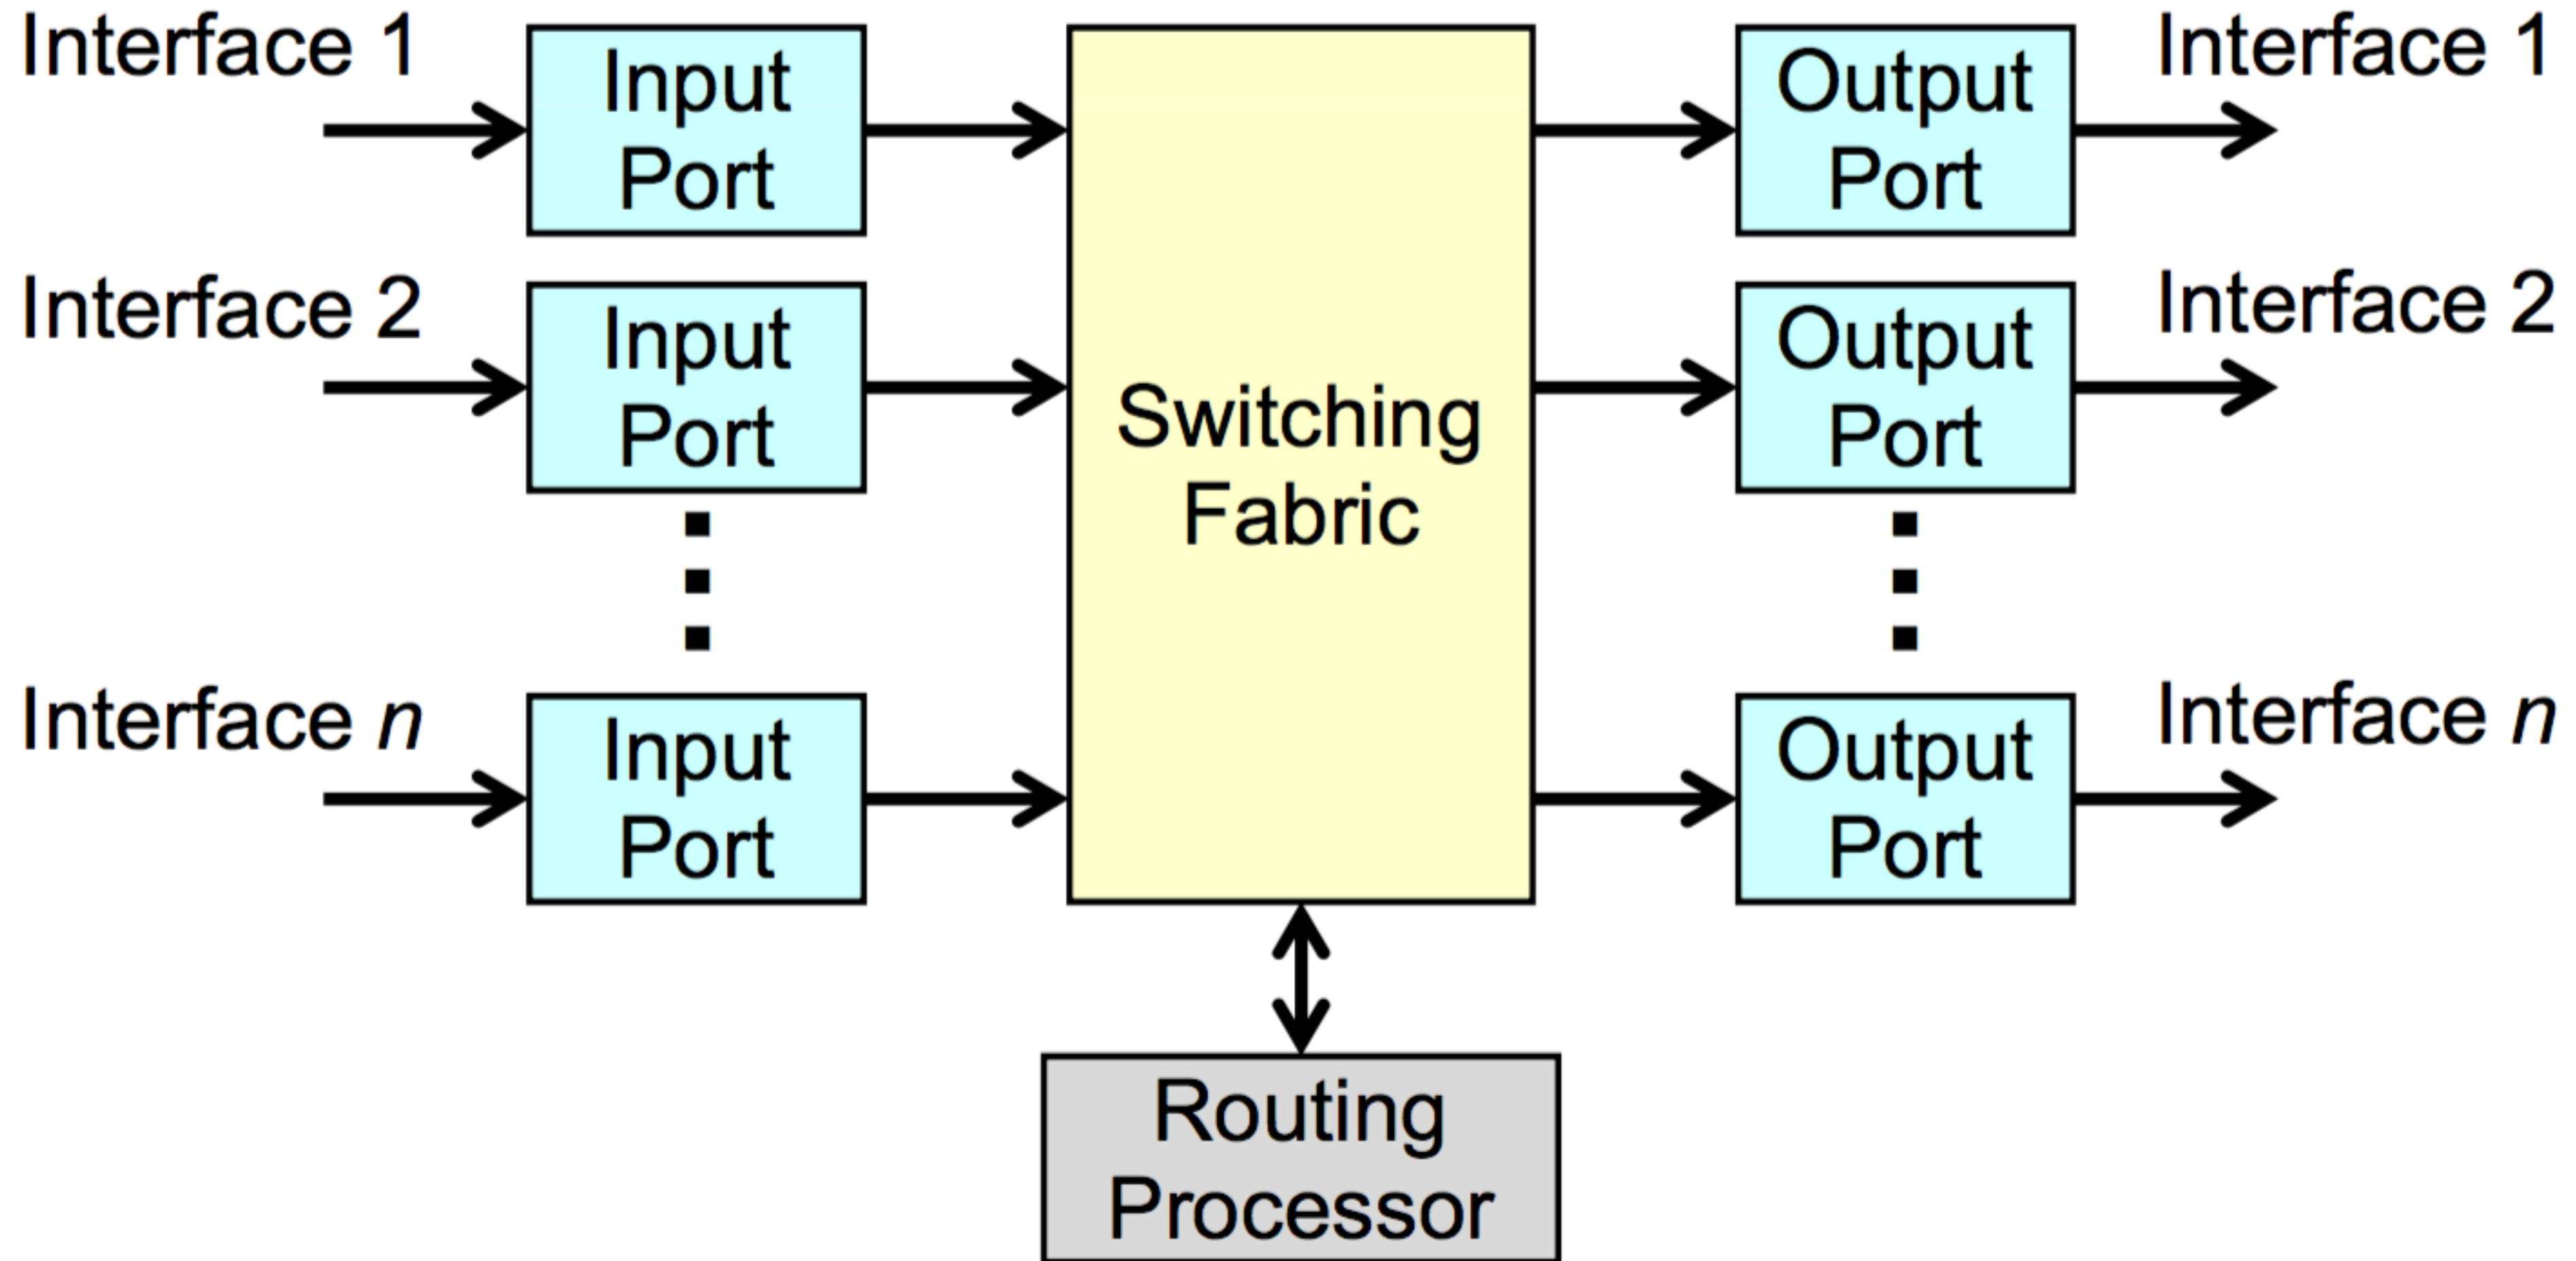 Interface 1
Input
Port
Output
Port
Interface 1
Interface 2
Input
Port
Switching
Fabric
Output
Port
Interface 2
Interface n
Input
Port
Output
Port
Interface n
Routing
Processor